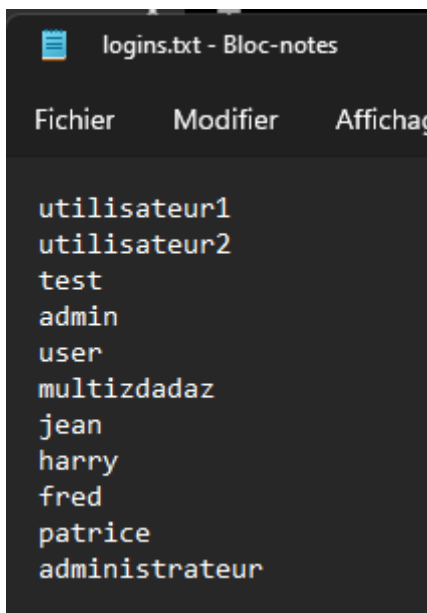 logins.txt - Bloc-notes
Fichier Modifier Affichag
utilisateur1
utilisateur2
test
admin
user
multizdadaz
jean
harry
fred
patrice
administrateur